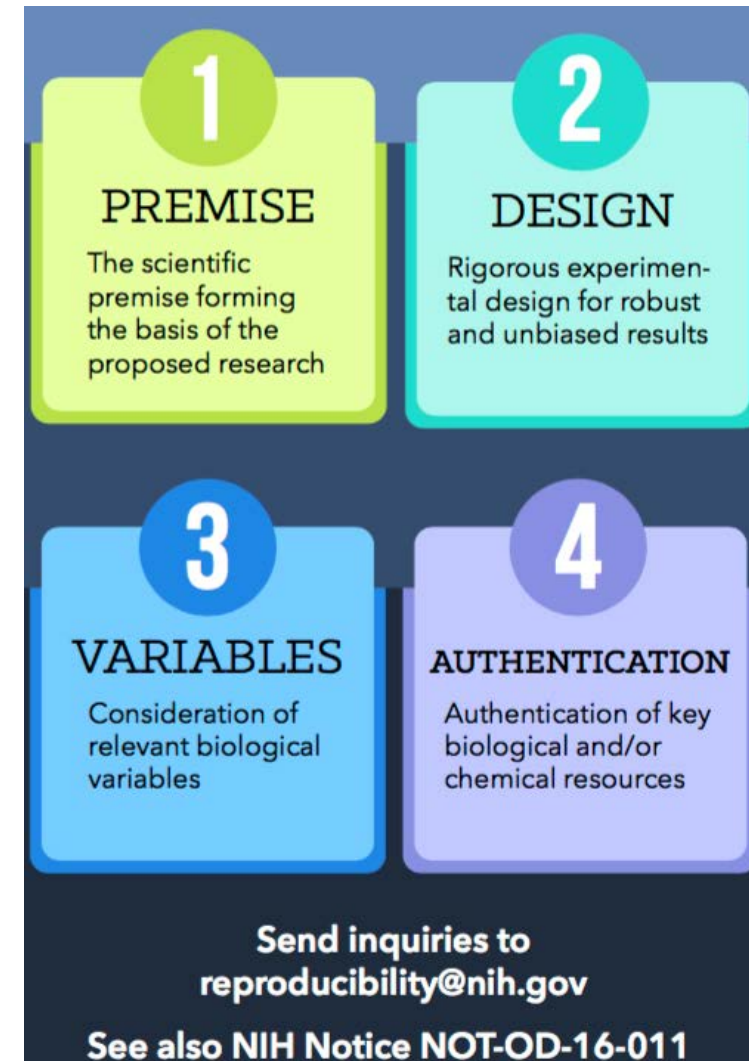 1
PREMISE
The scientific
premise forming
the basis of the
proposed research
2
DESIGN
Rigorous experimen-
tal design for robust
and unbiased results
3
VARIABLES
Consideration of
relevant biological
variables
4
AUTHENTICATION
Authentication of key
biological and/or
chemical resources
Send inquiries to
reproducibility@nih.gov
See also NIH Notice NOT-OD-16-011